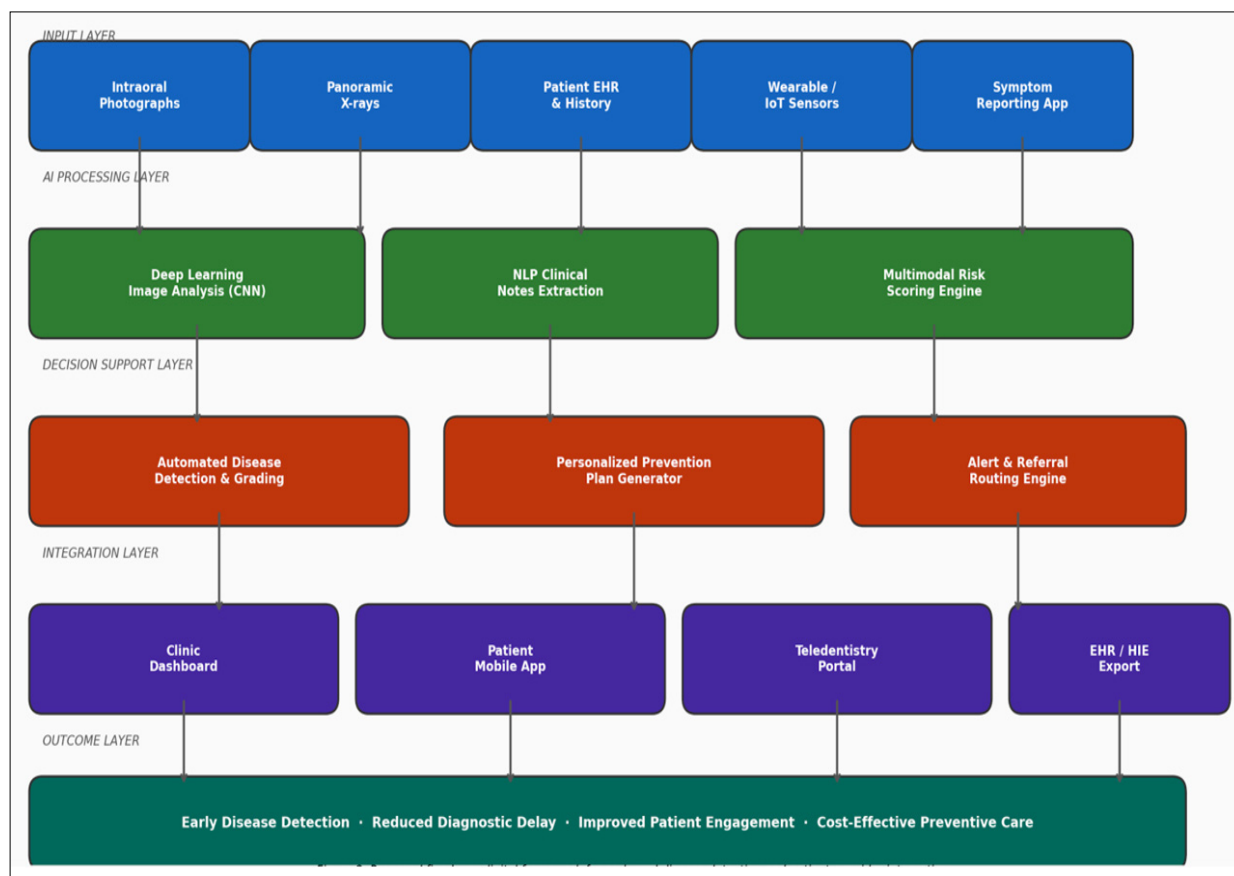 INPUT LAYER
Intraoral
Photographs
Panoramic
X-rays
Patient EHR
& History
Wearable /
IoT Sensors
Symptom
Reporting App
AI PROCESSING LAYER
Deep Learning
Image Analysis (CNN)
NLP Clinical
Notes Extraction
Multimodal Risk
Scoring Engine
DECISION SUPPORT LAYER
Automated Disease
Detection & Grading
Personalized Prevention
Plan Generator
Alert & Referral
Routing Engine
INTEGRATION LAYER
Clinic
Dashboard
Patient
Mobile App
Teledentistry
Portal
EHR / HIE
Export
OUTCOME LAYER
Early Disease Detection · Reduced Diagnostic Delay · Improved Patient Engagement · Cost-Effective Preventive Care